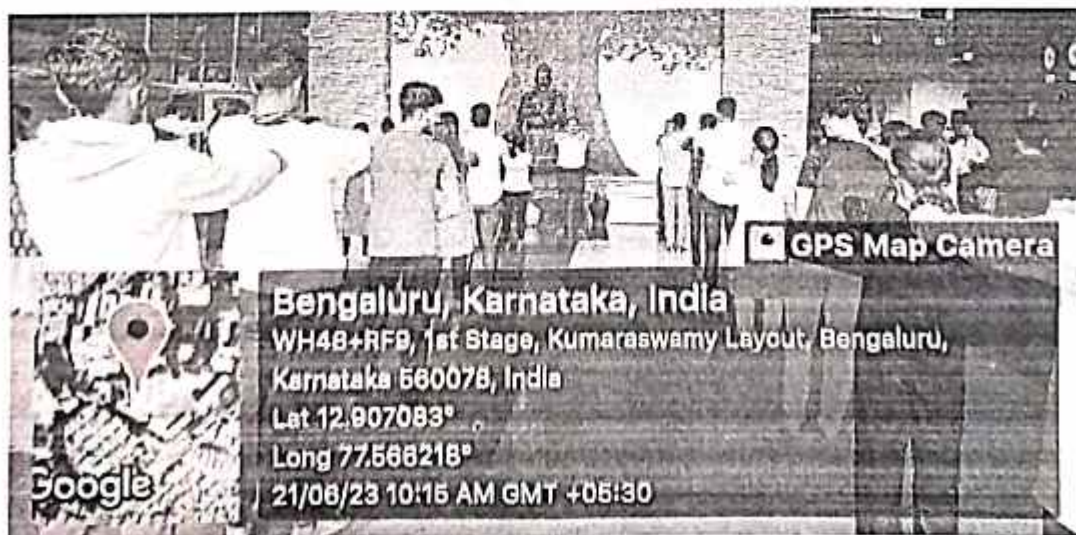 GPS Map Camera
Bengaluru, Karnataka, India
WH48+RF9, 1st Stage, Kumaraswamy Layout, Bengaluru,
Karnataka 560078, India
Lat 12.907083°
Long 77.566218°
21/06/23 10:15 AM GMT +05:30
Google